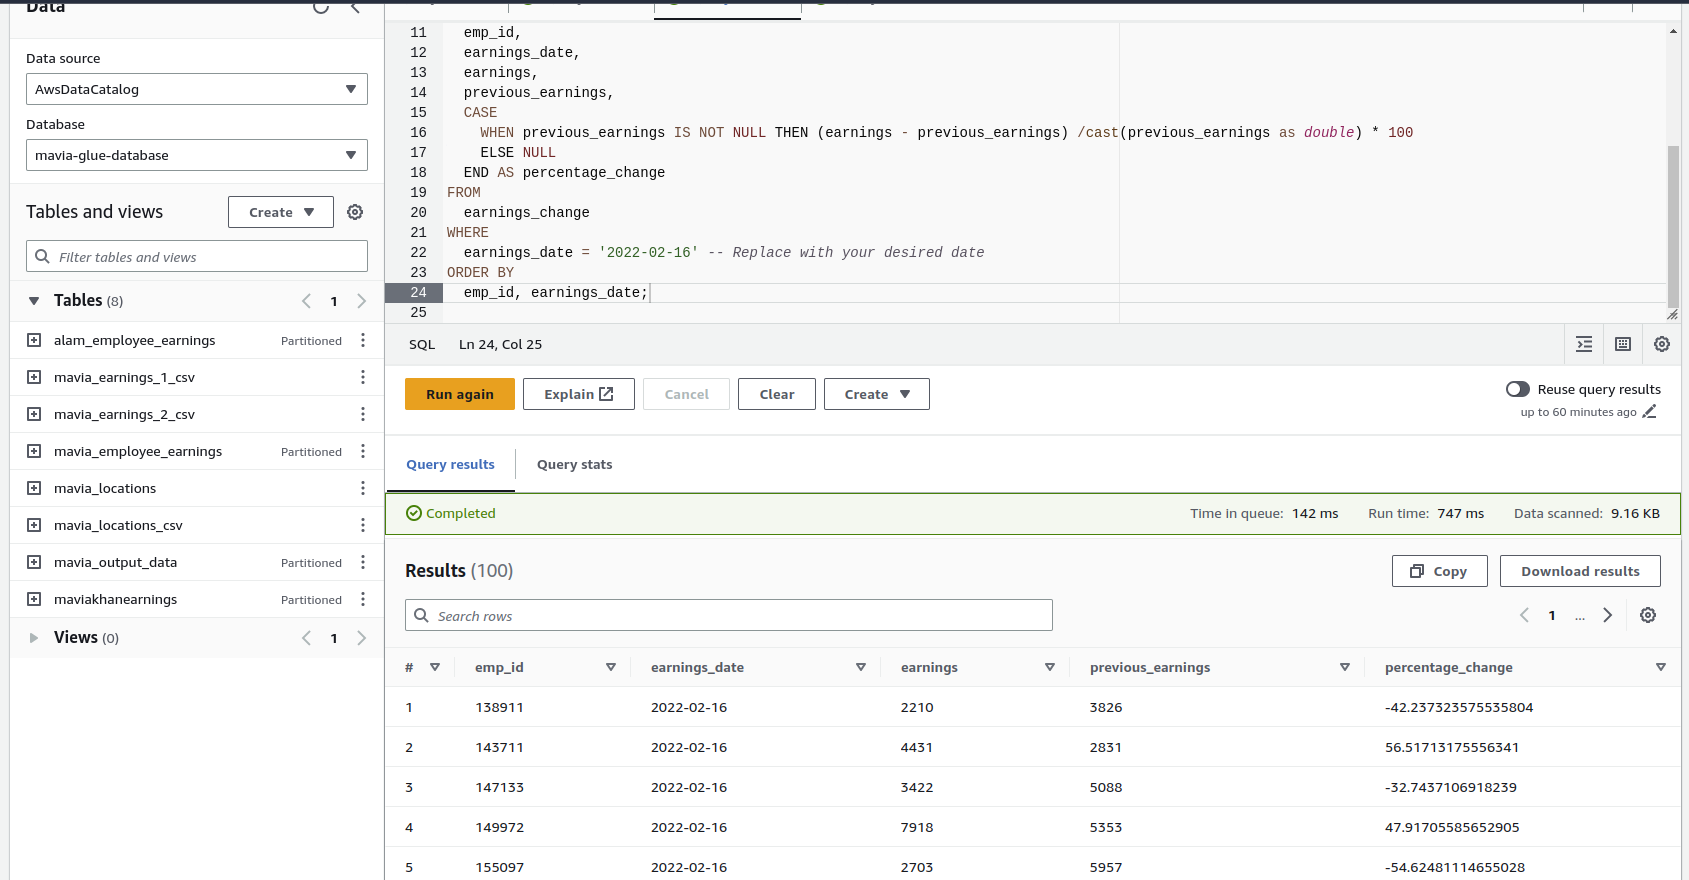 Data
Data source
AwsDataCatalog
Database
mavia-glue-database
Tables and views
Create
Filter tables and views
Tables (8)
1
alam_employee_earnings Partitioned
mavia_earnings_1_csv
mavia_earnings_2_csv
mavia_employee_earnings Partitioned
mavia_locations
mavia_locations_csv
mavia_output_data Partitioned
maviakhanearnings Partitioned
Views (0)
1
11 emp_id,
12 earnings_date,
13 earnings,
14 previous_earnings,
15 CASE
16 WHEN previous_earnings IS NOT NULL THEN (earnings - previous_earnings) /cast(previous_earnings as double) * 100
17 ELSE NULL
18 END AS percentage_change
19 FROM
20 earnings_change
21 WHERE
22 earnings_date = '2022-02-16' -- Replace with your desired date
23 ORDER BY
24 emp_id, earnings_date;
25
SQL Ln 24, Col 25
Run again Explain Cancel Clear Create
Reuse query results
up to 60 minutes ago
Query results Query stats
Completed Time in queue: 142 ms Run time: 747 ms Data scanned: 9.16 KB
Results (100) Copy Download results
Search rows 1 ...
# emp_id earnings_date earnings previous_earnings percentage_change
1 138911 2022-02-16 2210 3826 -42.237323575535804
2 143711 2022-02-16 4431 2831 56.51713175556341
3 147133 2022-02-16 3422 5088 -32.7437106918239
4 149972 2022-02-16 7918 5353 47.91705585652905
5 155097 2022-02-16 2703 5957 -54.62481114655028